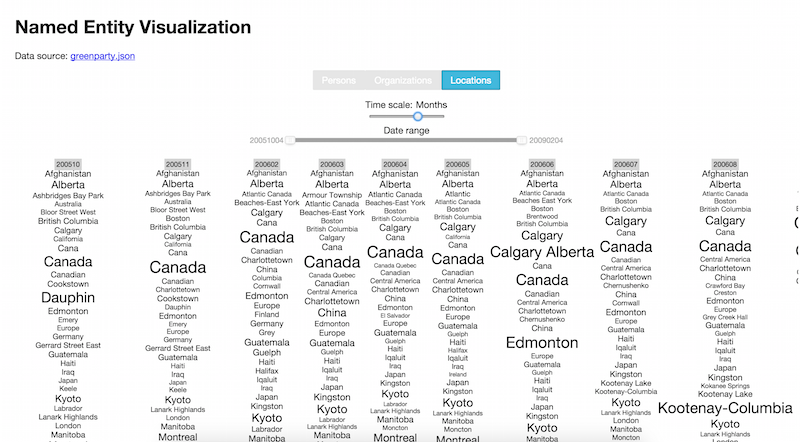 Named Entity Visualization
Data source: greenparty.json
Persons Organizations Locations
Time scale: Months
Date range
20051004 20090204
200510
Afghanistan
Alberta
Ashbridges Bay Park
Australia
Bloor Street West
Boston
British Columbia
Calgary
California
Cana
Canada
Canadian
Cookstown
Dauphin
Edmonton
Emery
Europe
Germany
Gerrard Street East
Guatemala
Haiti
Iraq
Japan
Keele
Kyoto
Labrador
Lanark Highlands
London
Manitoba
200511
Afghanistan
Alberta
Ashbridges Bay Park
Australia
Bloor Street West
Boston
British Columbia
Calgary
California
Cana
Canada
Canadian
Charlottetown
Cookstown
Dauphin
Edmonton
Emery
Europe
Germany
Gerrard Street East
Guatemala
Haiti
Iraq
Japan
Keele
Kyoto
Lanark Highlands
London
Manitoba
200602
Afghanistan
Alberta
Atlantic Canada
Beaches-East York
Calgary
Cana
Canada
Canadian
Charlottetown
China
Columbia
Cornwall
Edmonton
Europe
Finland
Germany
Grey
Guatemala
Guelph
Haiti
Halifax
Iqaluit
Iraq
Japan
Kingston
Kyoto
Labrador
Lanark Highlands
Manitoba
200603
Afghanistan
Alberta
Armour Township
Atlantic Canada
Beaches-East York
Boston
British Columbia
Calgary
Cana
Canada
Canada Quebec
Canadian
Central America
Charlottetown
China
Edmonton
Europe
Guatemala
Guelph
Haiti
Halifax
Iqaluit
Iraq
Japan
Kingston
Kyoto
Labrador
Lanark Highlands
Manitoba
Montreal
200604
Afghanistan
Alberta
Atlantic Canada
Beaches-East York
Boston
British Columbia
Calgary
Cana
Canada
Canada Quebec
Canadian
Central America
Charlottetown
China
Edmonton
El Salvador
Europe
Guatemala
Guelph
Haiti
Iqaluit
Iraq
Japan
Kingston
Kyoto
Labrador
Lanark Highlands
Manitoba
Moncton
Montreal
200605
Afghanistan
Alberta
Atlantic Canada
Boston
British Columbia
Calgary
California
Cana
Canada
Canadian
Central America
Charlottetown
China
Edmonton
Europe
Guatemala
Guelph
Haiti
Halifax
Iqaluit
Iraq
Ireland
Japan
Kingston
Kyoto
Lanark Highlands
Manitoba
Moncton
Montreal
200606
Afghanistan
Alberta
Atlantic Canada
Beaches-East York
Boston
Brentwood
British Columbia
Calgary
Calgary Alberta
Cana
Canada
Canadian
Central America
Charlottetown
Chernushenko
China
Edmonton
Europe
Guatemala
Guelph
Haiti
Iqaluit
Iraq
Japan
Kingston
Kyoto
Lanark Highlands
Manitoba
200607
Afghanistan
Alberta
Atlantic Canada
Boston
British Columbia
Calgary
Cana
Canada
Canadian
Central America
Charlottetown
Chernushenko
China
Cornwall
Edmonton
Europe
Guatemala
Guelph
Haiti
Iqaluit
Iraq
Japan
Kingston
Kootenay Lake
Kootenay-Columbia
Kyoto
Lanark Highlands
London
Manitoba
200608
Afghanistan
Alberta
Atlantic Canada
Boston
British Columbia
Calgary
Cana
Canada
Canadian
Central America
Charlottetown
China
Crawford Bay
Creston
Edmonton
Europe
Grey Creek Hall
Guatemala
Guelph
Haiti
Iqaluit
Iraq
Japan
Kingston
Kokanee Springs
Kootenay Lake
Kootenay-Columbia
Kyoto
Lanark Highlands
Manitoba